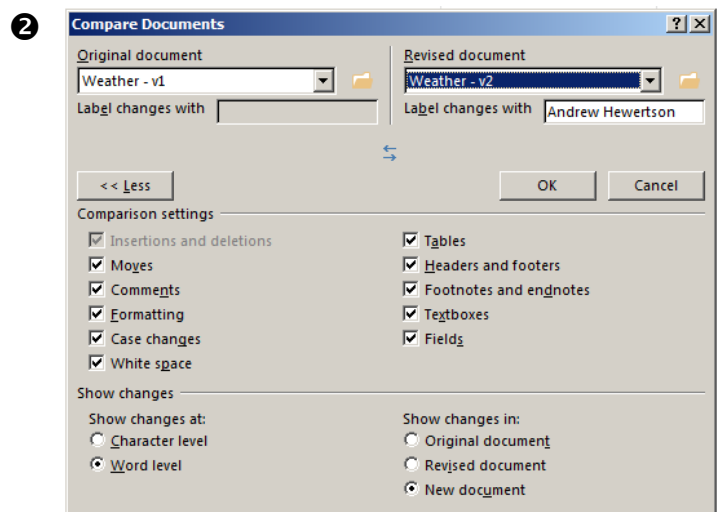 ❷
Compare Documents
Original document
Weather - v1
Label changes with
Revised document
Weather - v2
Label changes with Andrew Hewertson
<< Less
OK Cancel
Comparison settings
Insertions and deletions
Moves
Comments
Formatting
Case changes
White space
Tables
Headers and footers
Footnotes and endnotes
Textboxes
Fields
Show changes
Show changes at:
Character level
Word level
Show changes in:
Original document
Revised document
New document